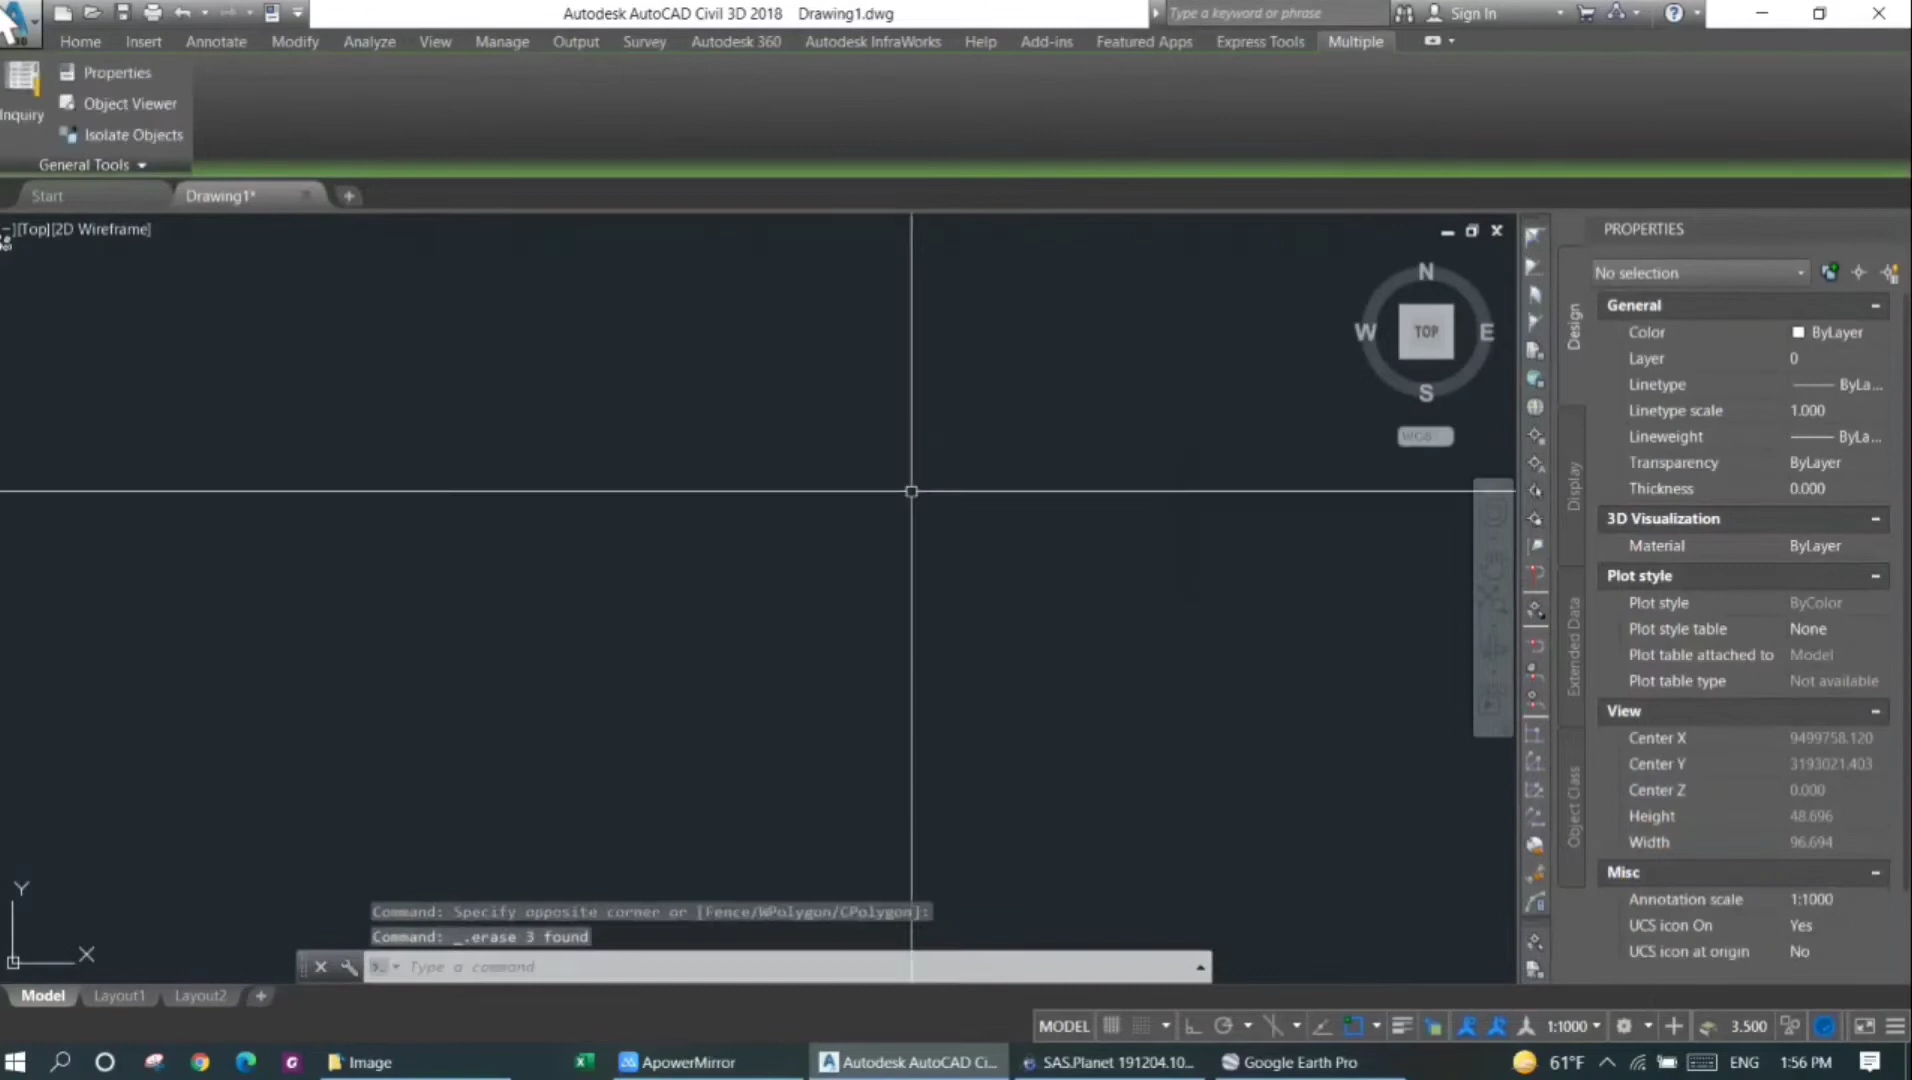 Autodesk AutoCAD Civil 3D 2018 Drawing1.dwg
Type a keyword or phrase
Sign In
Home Insert Annotate Modify Analyze View Manage Output Survey Autodesk 360 Autodesk InfraWorks Help Add-ins Featured Apps Express Tools Multiple
Inquiry
Properties
Object Viewer
Isolate Objects
General Tools
Start
Drawing1*
[Top][2D Wireframe]
N
W TOP E
S
WCS
PROPERTIES
No selection
Design
Display
Extended Data
Object Class
General
Color ByLayer
Layer 0
Linetype ByLa...
Linetype scale 1.000
Lineweight ByLa...
Transparency ByLayer
Thickness 0.000
3D Visualization
Material ByLayer
Plot style
Plot style ByColor
Plot style table None
Plot table attached to Model
Plot table type Not available
View
Center X 9499758.120
Center Y 3193021.403
Center Z 0.000
Height 48.696
Width 96.694
Misc
Annotation scale 1:1000
UCS icon On Yes
UCS icon at origin No
Y
X
Command: Specify opposite corner or [Fence/WPolygon/CPolygon]:
Command: _.erase 3 found
Type a command
Model Layout1 Layout2
MODEL 1:1000 3.500
Image
ApowerMirror
Autodesk AutoCAD Ci...
SAS.Planet 191204.10...
Google Earth Pro
61°F ENG 1:56 PM